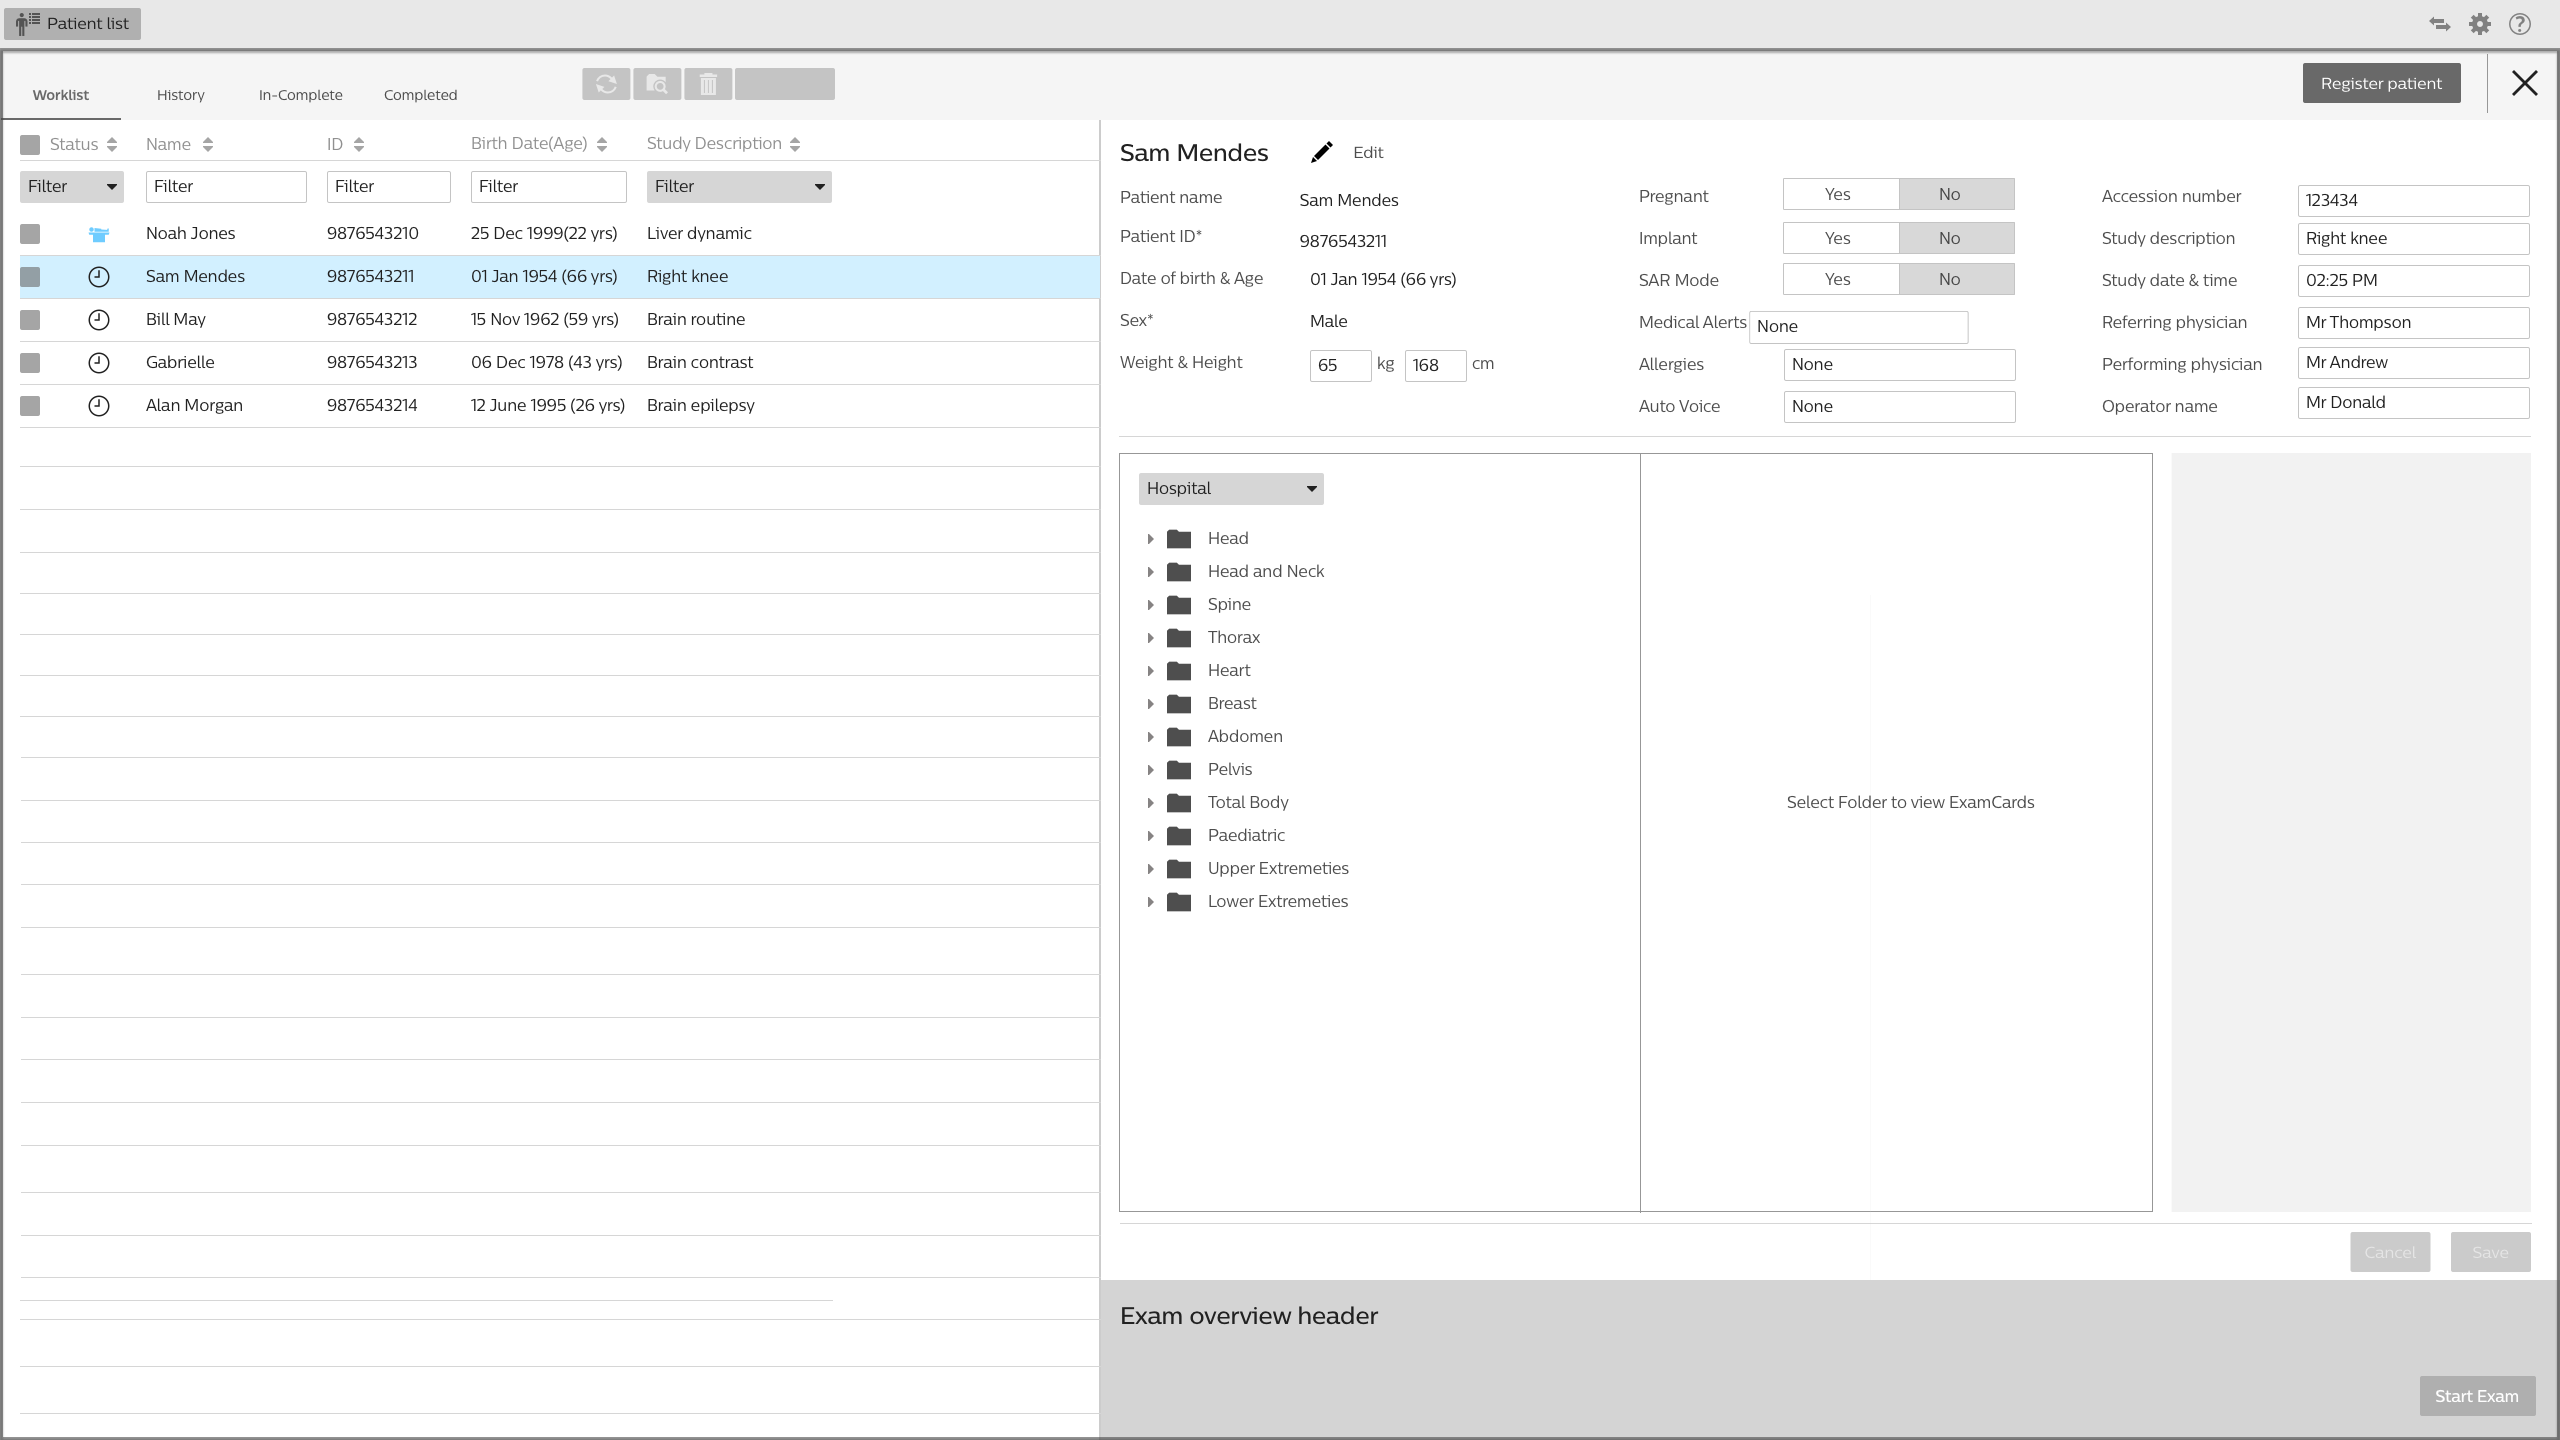 Patient list
Worklist History In-Complete Completed
Register patient
Status Name ID Birth Date(Age) Study Description
Filter Filter Filter Filter Filter
Noah Jones 9876543210 25 Dec 1999(22 yrs) Liver dynamic
Sam Mendes 9876543211 01 Jan 1954 (66 yrs) Right knee
Bill May 9876543212 15 Nov 1962 (59 yrs) Brain routine
Gabrielle 9876543213 06 Dec 1978 (43 yrs) Brain contrast
Alan Morgan 9876543214 12 June 1995 (26 yrs) Brain epilepsy
Sam Mendes Edit
Patient name Sam Mendes
Patient ID* 9876543211
Date of birth & Age 01 Jan 1954 (66 yrs)
Sex* Male
Weight & Height 65 kg 168 cm
Pregnant Yes No
Implant Yes No
SAR Mode Yes No
Medical Alerts None
Allergies None
Auto Voice None
Accession number 123434
Study description Right knee
Study date & time 02:25 PM
Referring physician Mr Thompson
Performing physician Mr Andrew
Operator name Mr Donald
Hospital
Head
Head and Neck
Spine
Thorax
Heart
Breast
Abdomen
Pelvis
Total Body
Paediatric
Upper Extremeties
Lower Extremeties
Select Folder to view ExamCards
Cancel Save
Exam overview header
Start Exam